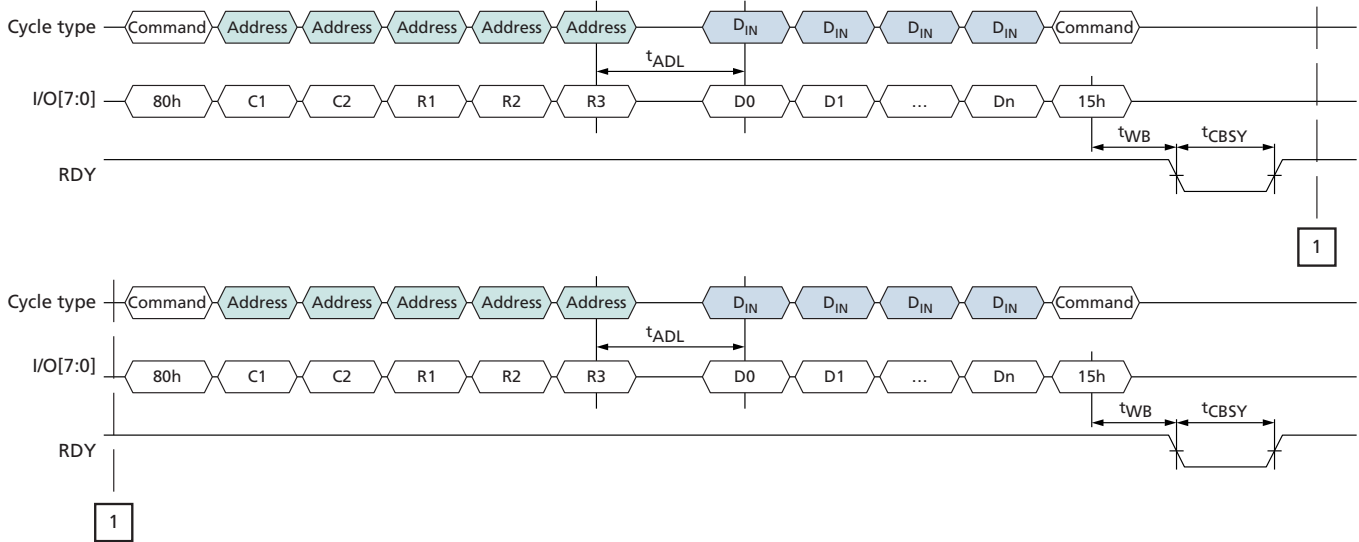 Cycle type Command Address Address Address Address Address DIN DIN DIN DIN Command
tADL
I/O[7:0] 80h C1 C2 R1 R2 R3 D0 D1 … Dn 15h
tWB tCBSY
RDY
1
Cycle type Command Address Address Address Address Address DIN DIN DIN DIN Command
tADL
I/O[7:0] 80h C1 C2 R1 R2 R3 D0 D1 … Dn 15h
tWB tCBSY
RDY
1